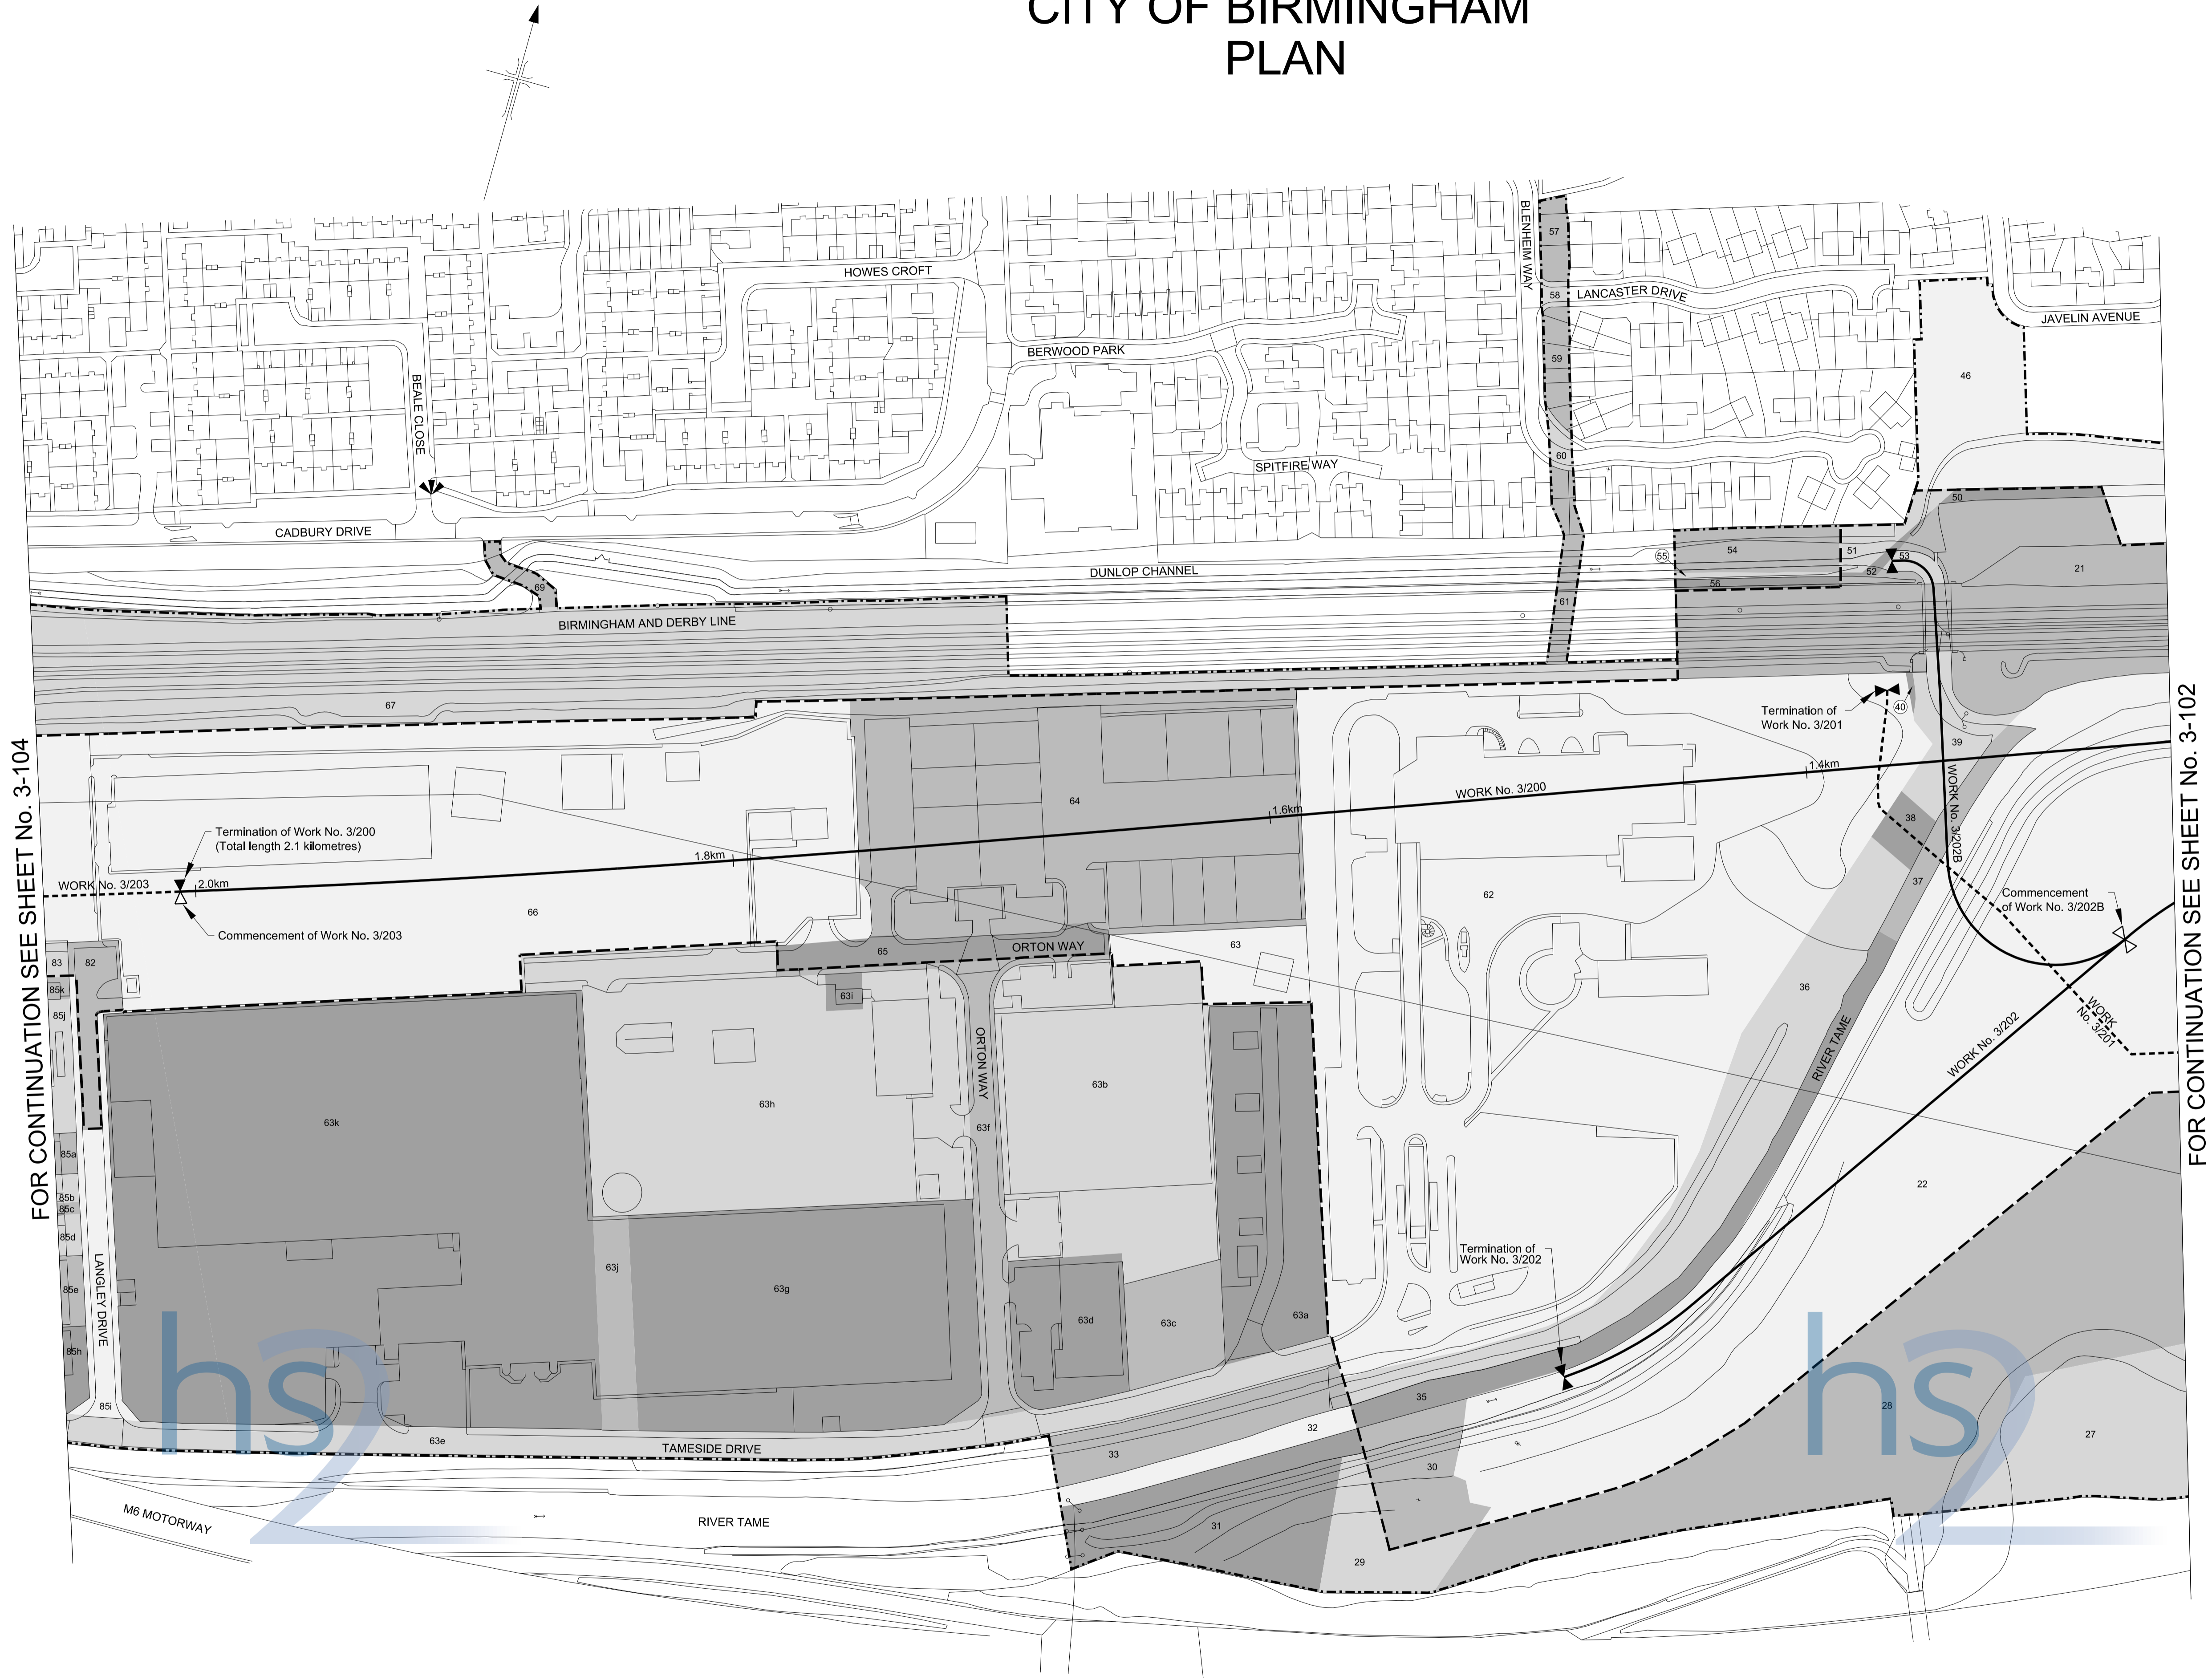 CITY OF BIRMINGHAM
PLAN
BLENHEIM WAY
57
HOWES CROFT
58
LANCASTER DRIVE
JAVELIN AVENUE
BERWOOD PARK
59
46
BEALE CLOSE
60
SPITFIRE WAY
50
CADBURY DRIVE
55
54
51
53
DUNLOP CHANNEL
52
21
56
69
61
BIRMINGHAM AND DERBY LINE
67
Termination of
Work No. 3/201
40
39
1.4km
WORK No. 3/200
64
1.6km
WORK No. 3/202B
38
Termination of Work No. 3/200
(Total length 2.1 kilometres)
1.8km
37
WORK No. 3/203
2.0km
62
Commencement
of Work No. 3/202B
66
Commencement of Work No. 3/203
65
ORTON WAY
63
83
82
85k
63i
36
85j
WORK
No. 3/201
RIVER TAME
WORK No. 3/202
ORTON WAY
63b
63h
63k
63f
85a
22
85b
85c
85d
Termination of
Work No. 3/202
63j
63g
85e
LANGLEY DRIVE
63a
63d
63c
85h
35
28
85i
32
27
63e
TAMESIDE DRIVE
33
30
M6 MOTORWAY
RIVER TAME
31
29
FOR CONTINUATION SEE SHEET No. 3-104
FOR CONTINUATION SEE SHEET No. 3-102
hs2
hs2